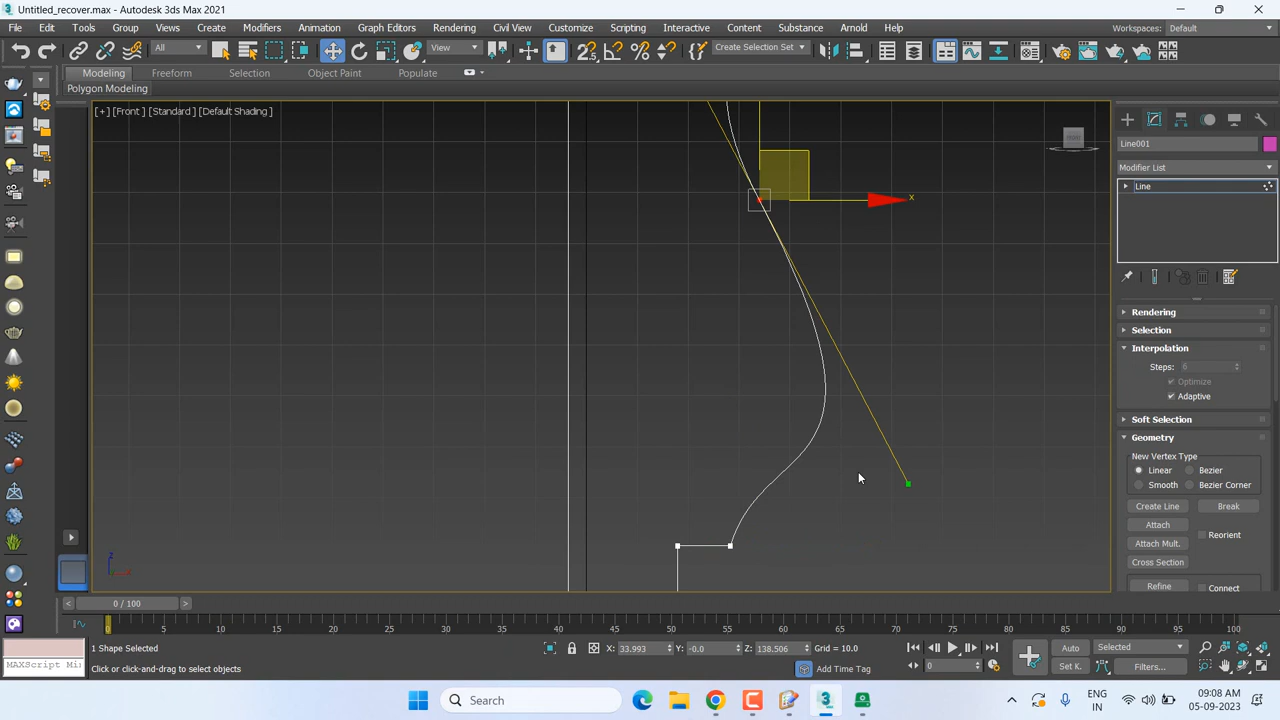 Untitled_recover.max - Autodesk 3ds Max 2021
File Edit Tools Group Views Create Modifiers Animation Graph Editors Rendering Civil View Customize Scripting Interactive Content Substance Arnold Help Workspaces: Default
All View Create Selection Set
Modeling Freeform Selection Object Paint Populate
Polygon Modeling
[+] [Front] [Standard] [Default Shading]
x
Line001
Modifier List
Line
Rendering
Selection
Interpolation
Steps: 6
Optimize
Adaptive
Soft Selection
Geometry
New Vertex Type
Linear Bezier
Smooth Bezier Corner
Create Line Break
Attach Reorient
Attach Mult.
Cross Section
Refine Connect
z
x
< 0 / 100 >
0 5 10 15 20 25 30 35 40 45 50 55 60 65 70 75 80 85 90 95 100
1 Shape Selected X: 33.993 Y: -0.0 Z: 138.506 Grid = 10.0 Auto Selected
MAXScript Mi Click or click-and-drag to select objects Add Time Tag 0 Set K. Filters...
Search
ENG
IN
09:08 AM
05-09-2023